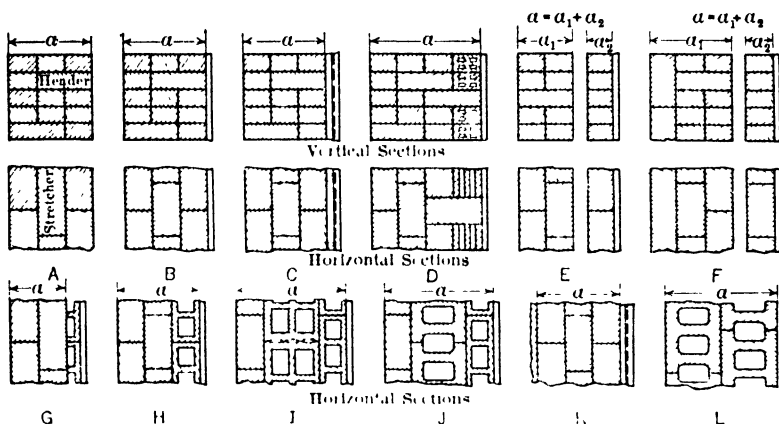 a = a₁ + a₂ a = a₁ + a₂
a a a a a₁ a₂ a₁ a₂
Header
Vertical Sections
Stretcher
A B C D E F
Horizontal Sections
a a a a a a
Horizontal Sections
G H I J K L